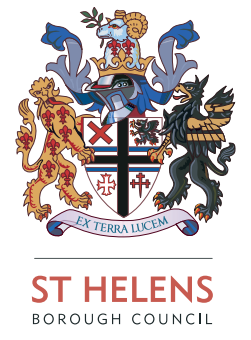 EX TERRA LUCEM
ST HELENS
BOROUGH COUNCIL